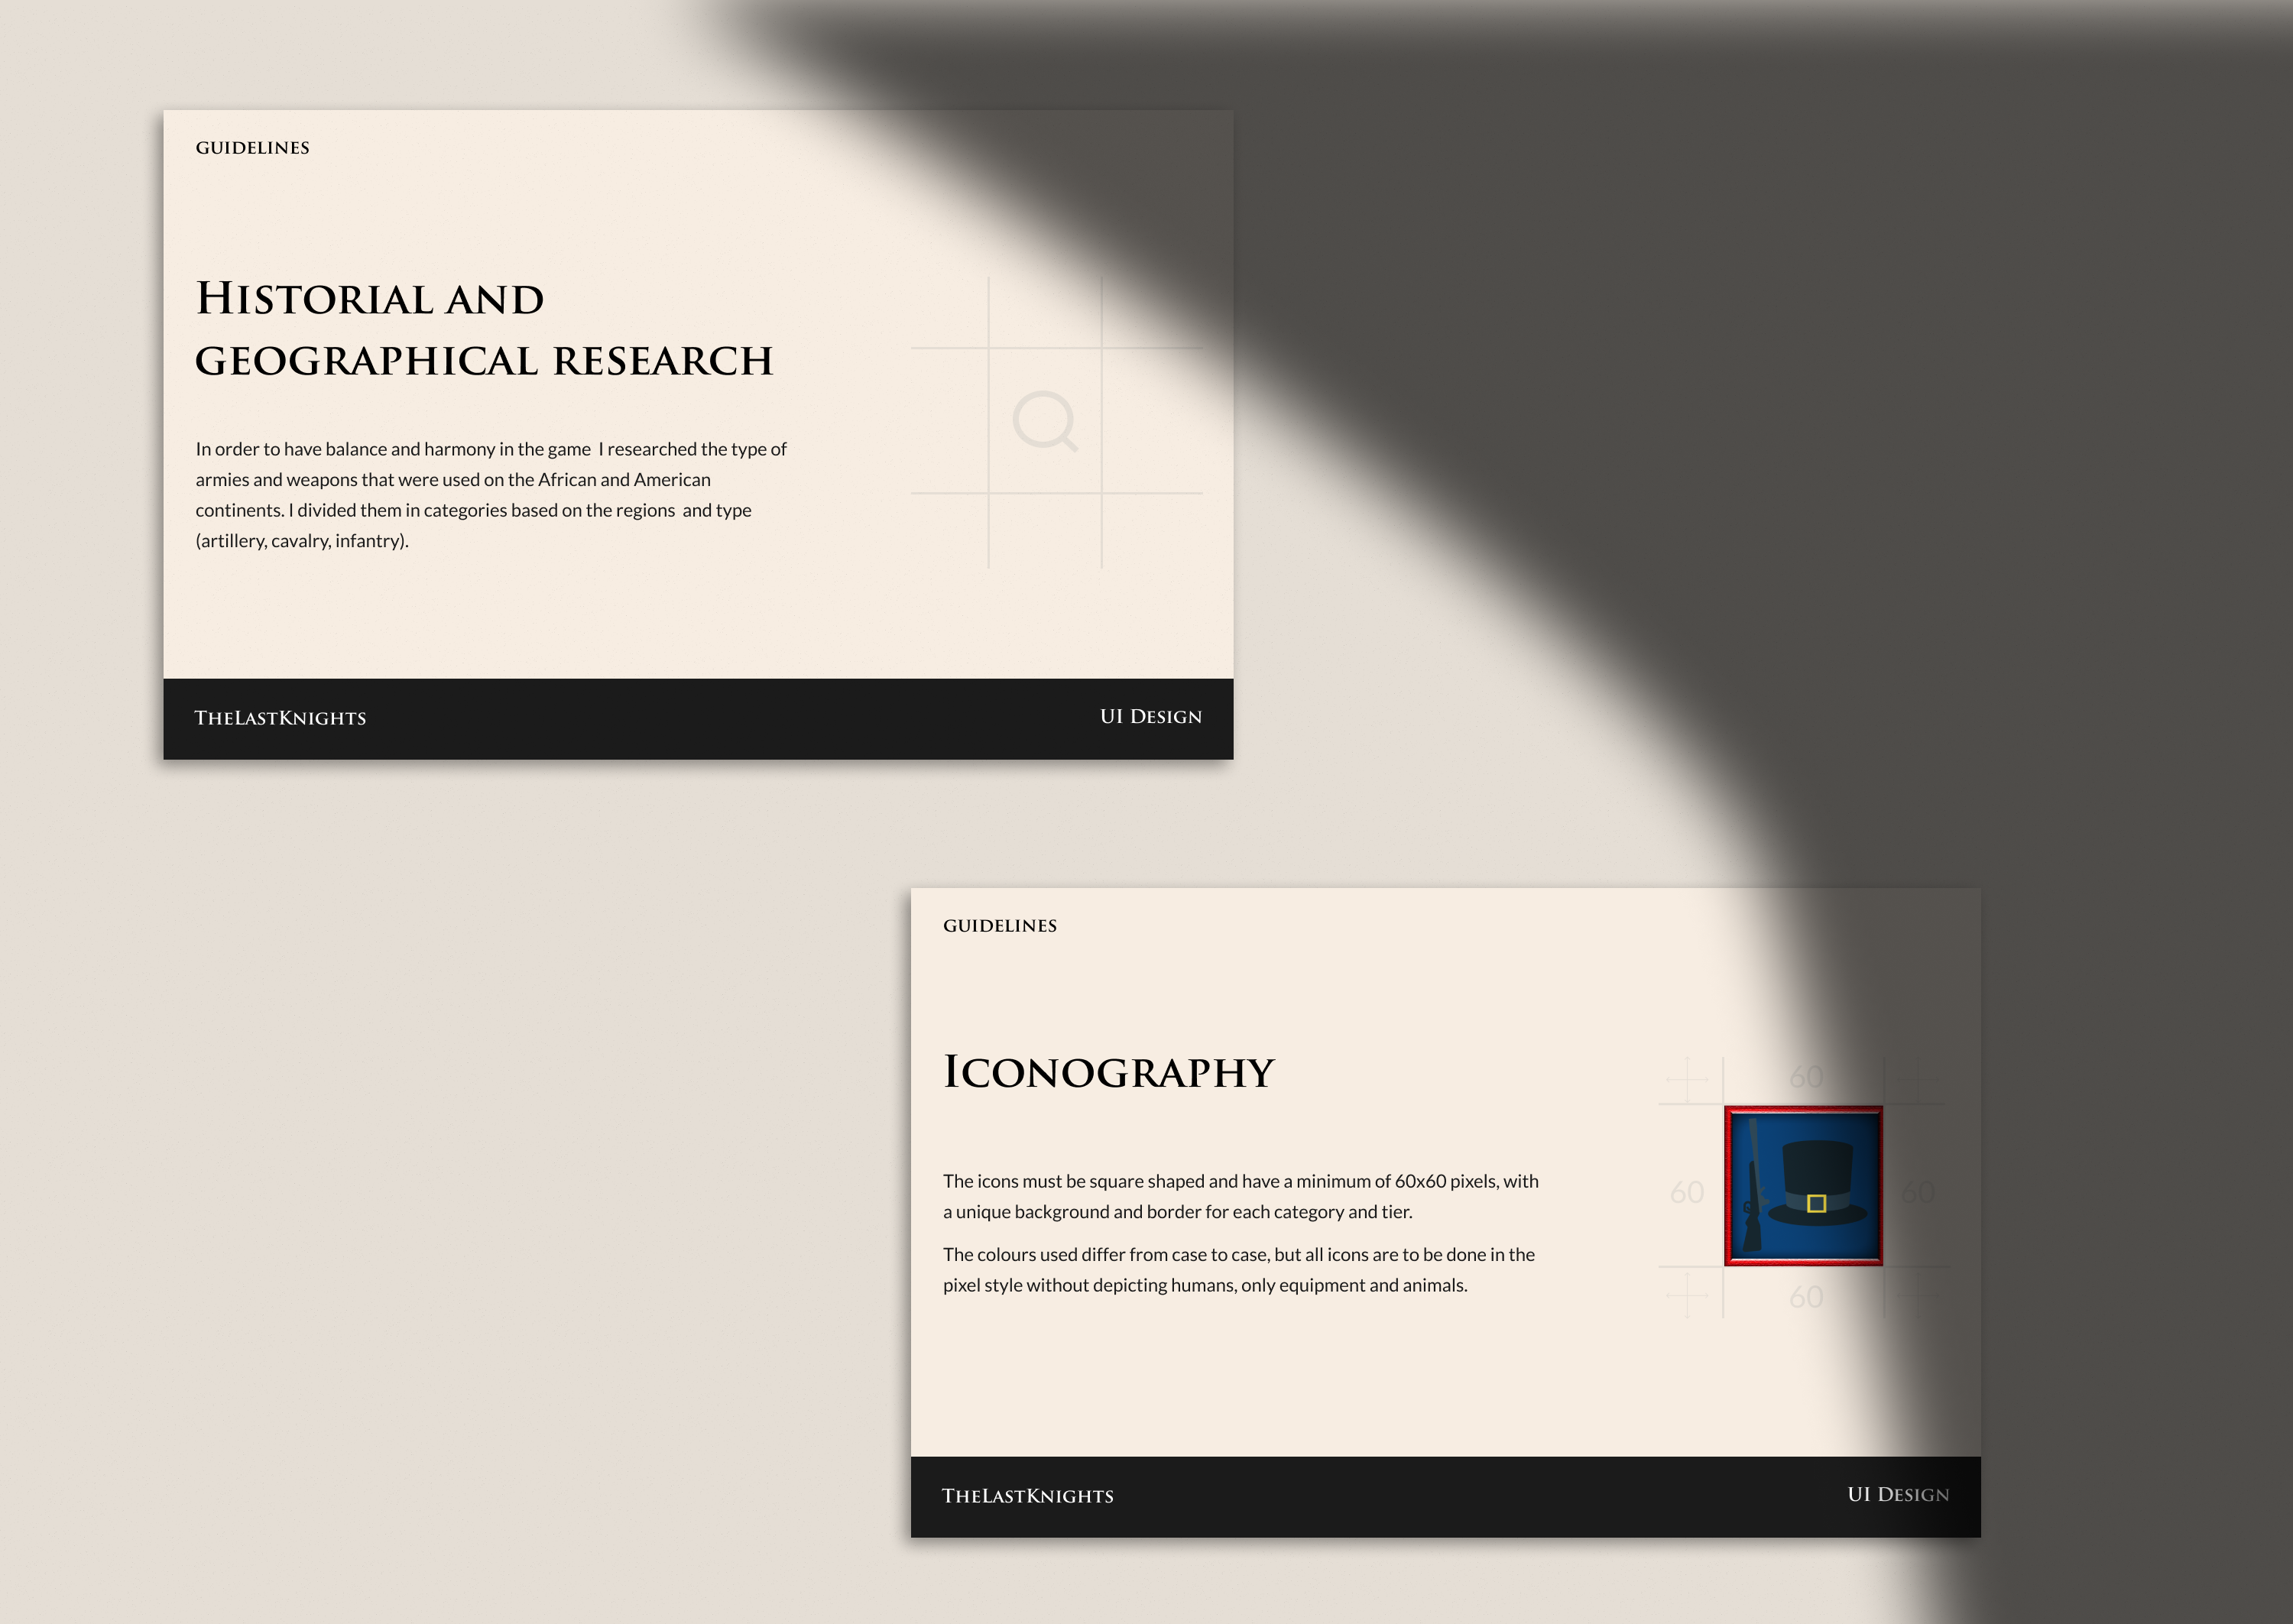 GUIDELINES
HISTORIAL AND
GEOGRAPHICAL RESEARCH
In order to have balance and harmony in the game  I researched the type of
armies and weapons that were used on the African and American
continents. I divided them in categories based on the regions  and type
(artillery, cavalry, infantry).
THELASTKNIGHTS
UI DESIGN
GUIDELINES
ICONOGRAPHY
The icons must be square shaped and have a minimum of 60x60 pixels, with
a unique background and border for each category and tier.
The colours used differ from case to case, but all icons are to be done in the
pixel style without depicting humans, only equipment and animals.
60
60
60
60
THELASTKNIGHTS
UI DESIGN